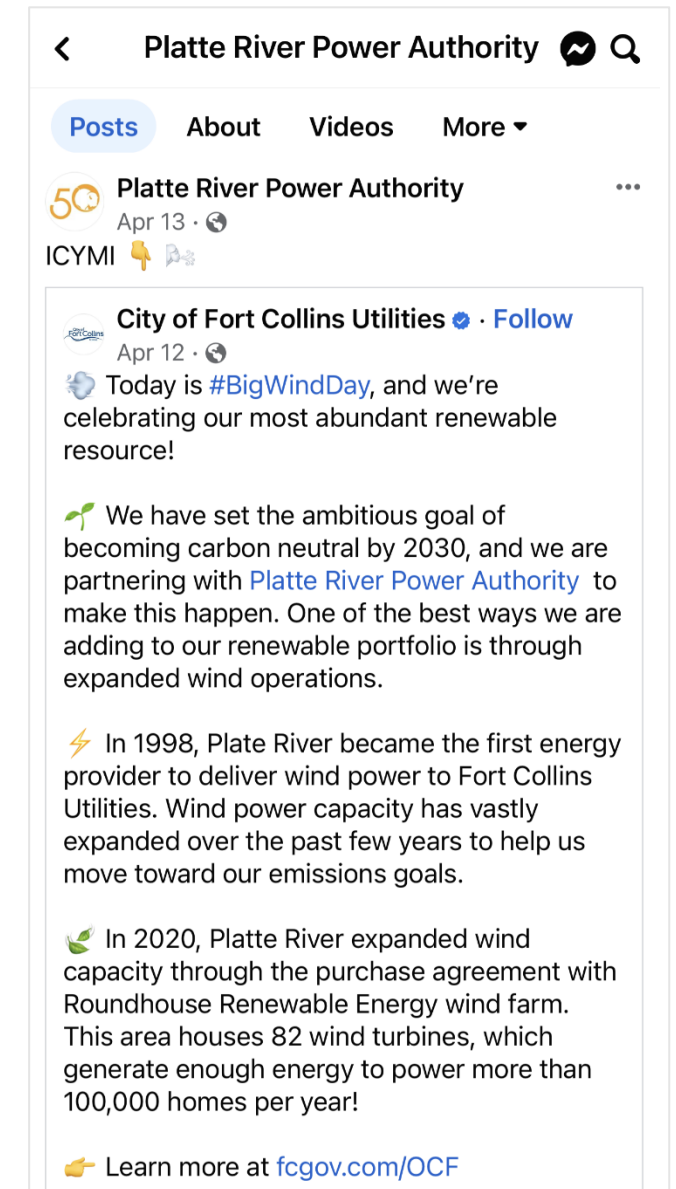 Platte River Power Authority
Posts About Videos More
50 Platte River Power Authority
Apr 13 ·
ICYMI 👇 🌬️
City of Fort Collins Utilities · Follow
City of
Fort Collins
Apr 12 ·
💨 Today is #BigWindDay, and we’re
celebrating our most abundant renewable
resource!
🌱 We have set the ambitious goal of
becoming carbon neutral by 2030, and we are
partnering with Platte River Power Authority to
make this happen. One of the best ways we are
adding to our renewable portfolio is through
expanded wind operations.
⚡ In 1998, Plate River became the first energy
provider to deliver wind power to Fort Collins
Utilities. Wind power capacity has vastly
expanded over the past few years to help us
move toward our emissions goals.
🍃 In 2020, Platte River expanded wind
capacity through the purchase agreement with
Roundhouse Renewable Energy wind farm.
This area houses 82 wind turbines, which
generate enough energy to power more than
100,000 homes per year!
👉 Learn more at fcgov.com/OCF